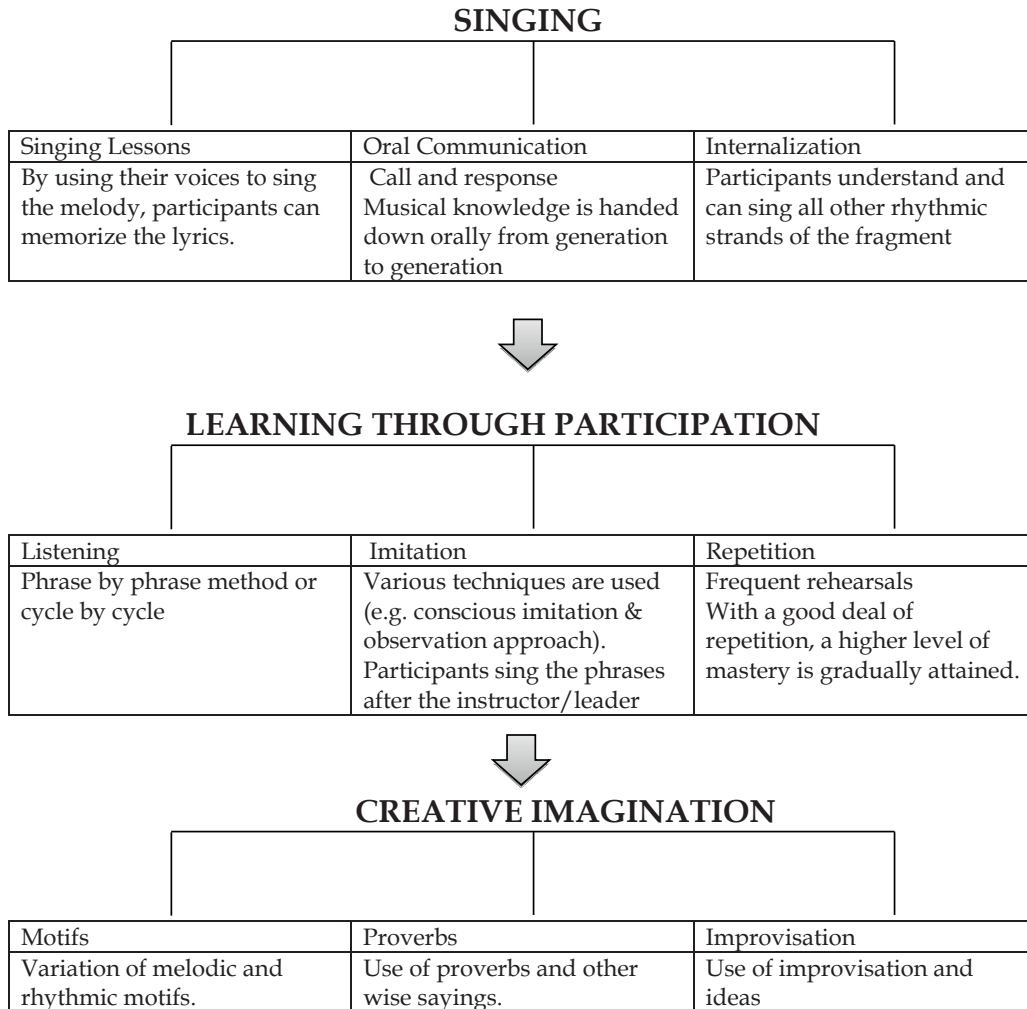 SINGING
Singing Lessons
By using their voices to sing
the melody, participants can
memorize the lyrics.
Oral Communication
Call and response
Musical knowledge is handed
down orally from generation
to generation
Internalization
Participants understand and
can sing all other rhythmic
strands of the fragment
LEARNING THROUGH PARTICIPATION
Listening
Phrase by phrase method or
cycle by cycle
Imitation
Various techniques are used
(e.g. conscious imitation &
observation approach).
Participants sing the phrases
after the instructor/leader
Repetition
Frequent rehearsals
With a good deal of
repetition, a higher level of
mastery is gradually attained.
CREATIVE IMAGINATION
Motifs
Variation of melodic and
rhythmic motifs.
Proverbs
Use of proverbs and other
wise sayings.
Improvisation
Use of improvisation and
ideas